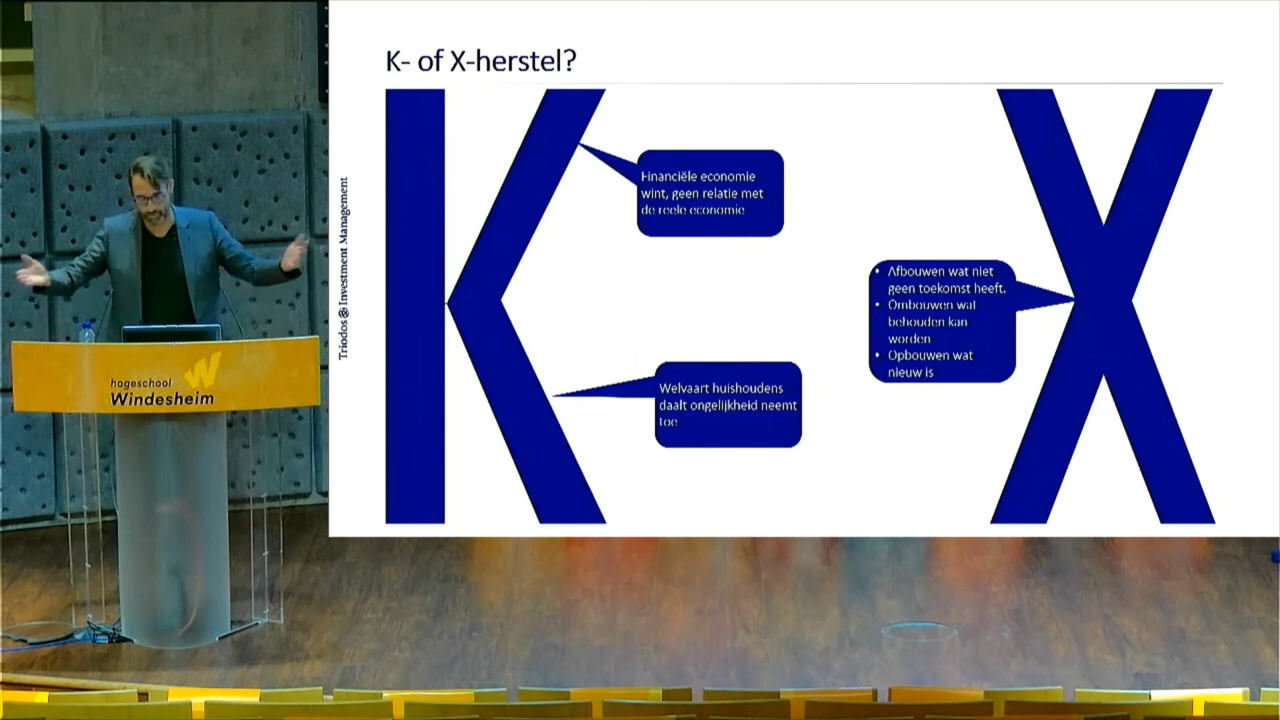 K- of X-herstel?
Financiële economie
wint, geen relatie met
de reele economie
Welvaart huishoudens
daalt ongelijkheid neemt
toe
• Afbouwen wat niet
geen toekomst heeft.
• Ombouwen wat
behouden kan
worden
• Opbouwen wat
nieuw is
Triodos Investment Management
hogeschool
Windesheim